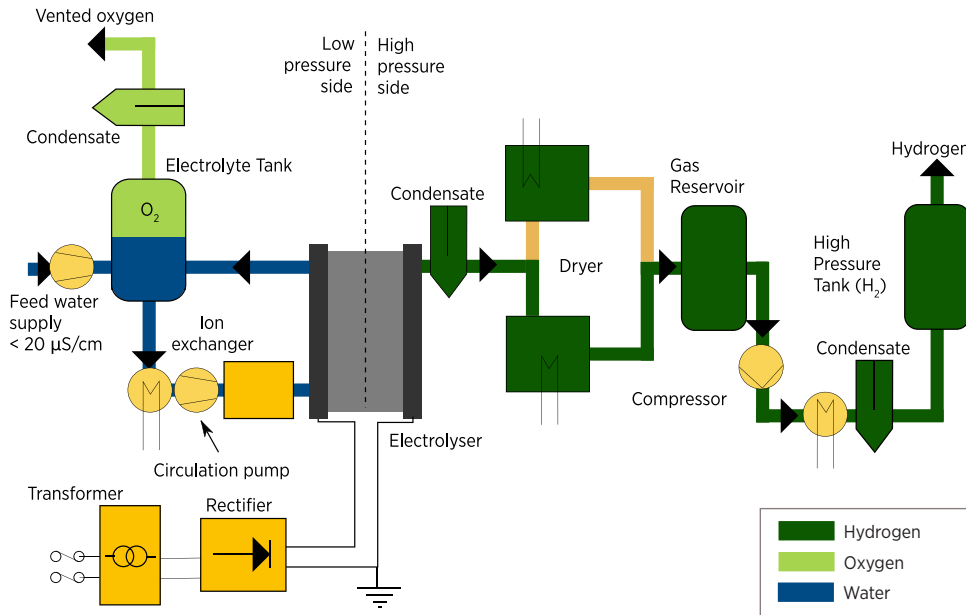 Vented oxygen
Low
pressure
side
High
pressure
side
Condensate
Electrolyte Tank
O₂
Condensate
Gas
Reservoir
Hydrogen
Dryer
High
Pressure
Tank (H₂)
Feed water
supply
< 20 µS/cm
Ion
exchanger
Condensate
Compressor
Electrolyser
Circulation pump
Transformer
Rectifier
Hydrogen
Oxygen
Water